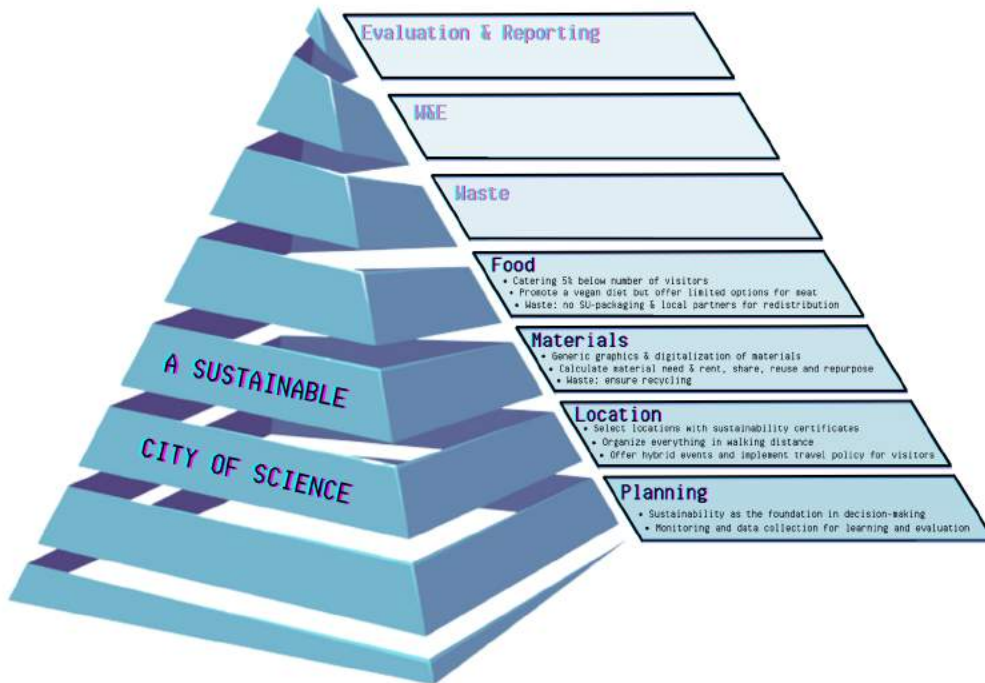 Evaluation & Reporting
W&E
Waste
Food
• Catering 5% below number of visitors
• Promote a vegan diet but offer limited options for meat
• Waste: no SU-packaging & local partners for redistribution
Materials
• Generic graphics & digitalization of materials
• Calculate material need & rent, share, reuse and repurpose
• Waste: ensure recycling
Location
• Select locations with sustainability certificates
• Organize everything in walking distance
• Offer hybrid events and implement travel policy for visitors
Planning
• Sustainability as the foundation in decision-making
• Monitoring and data collection for learning and evaluation
A SUSTAINABLE
CITY OF SCIENCE